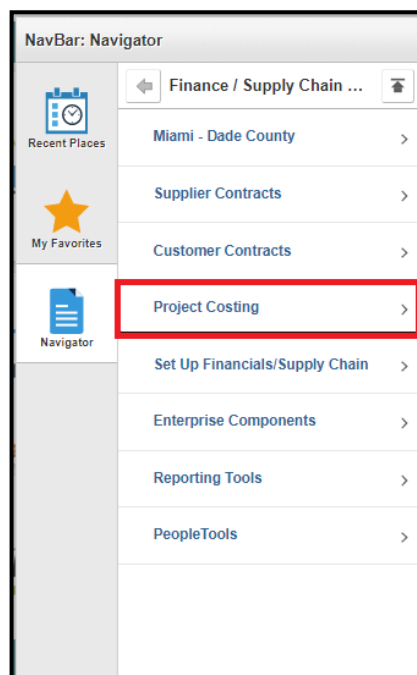 NavBar: Navigator
Finance / Supply Chain ...
Recent Places
My Favorites
Navigator
Miami - Dade County
Supplier Contracts
Customer Contracts
Project Costing
Set Up Financials/Supply Chain
Enterprise Components
Reporting Tools
PeopleTools